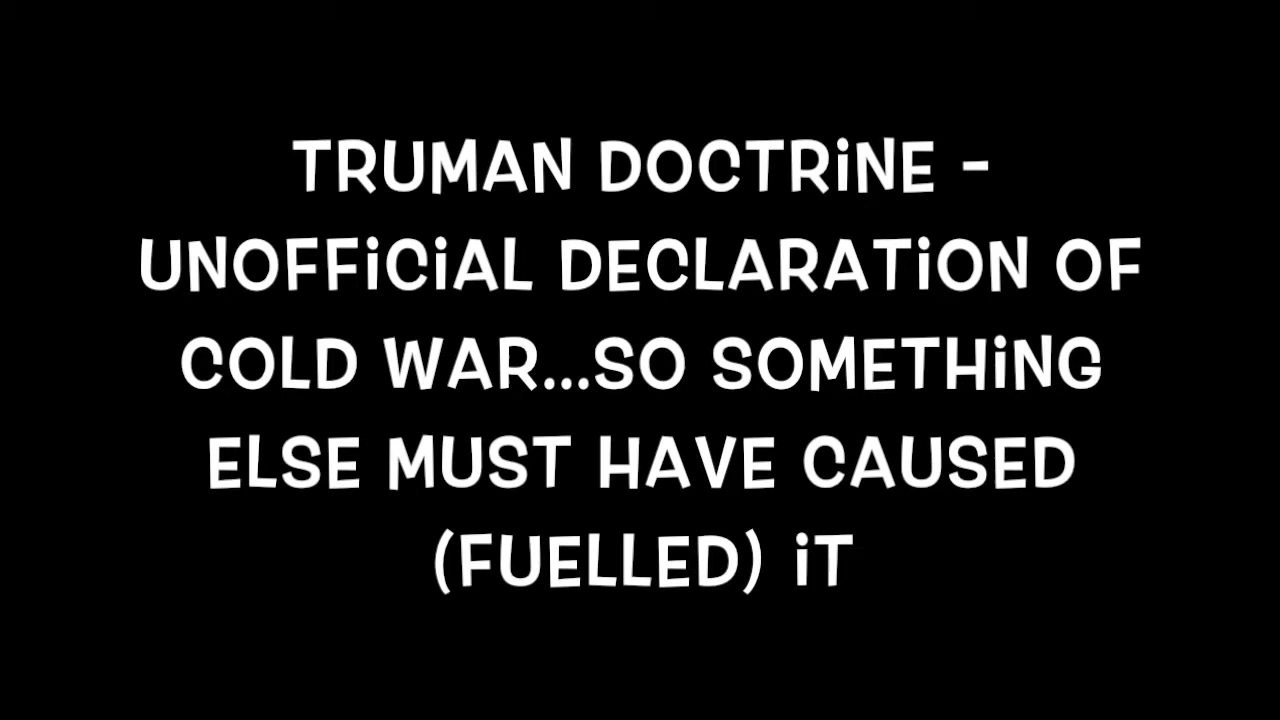 TRUMAN DOCTRiNE -
UNOFFiCiAL DECLARATiON OF
COLD WAR...SO SOMETHiNG
ELSE MUST HAVE CAUSED
(FUELLED) iT